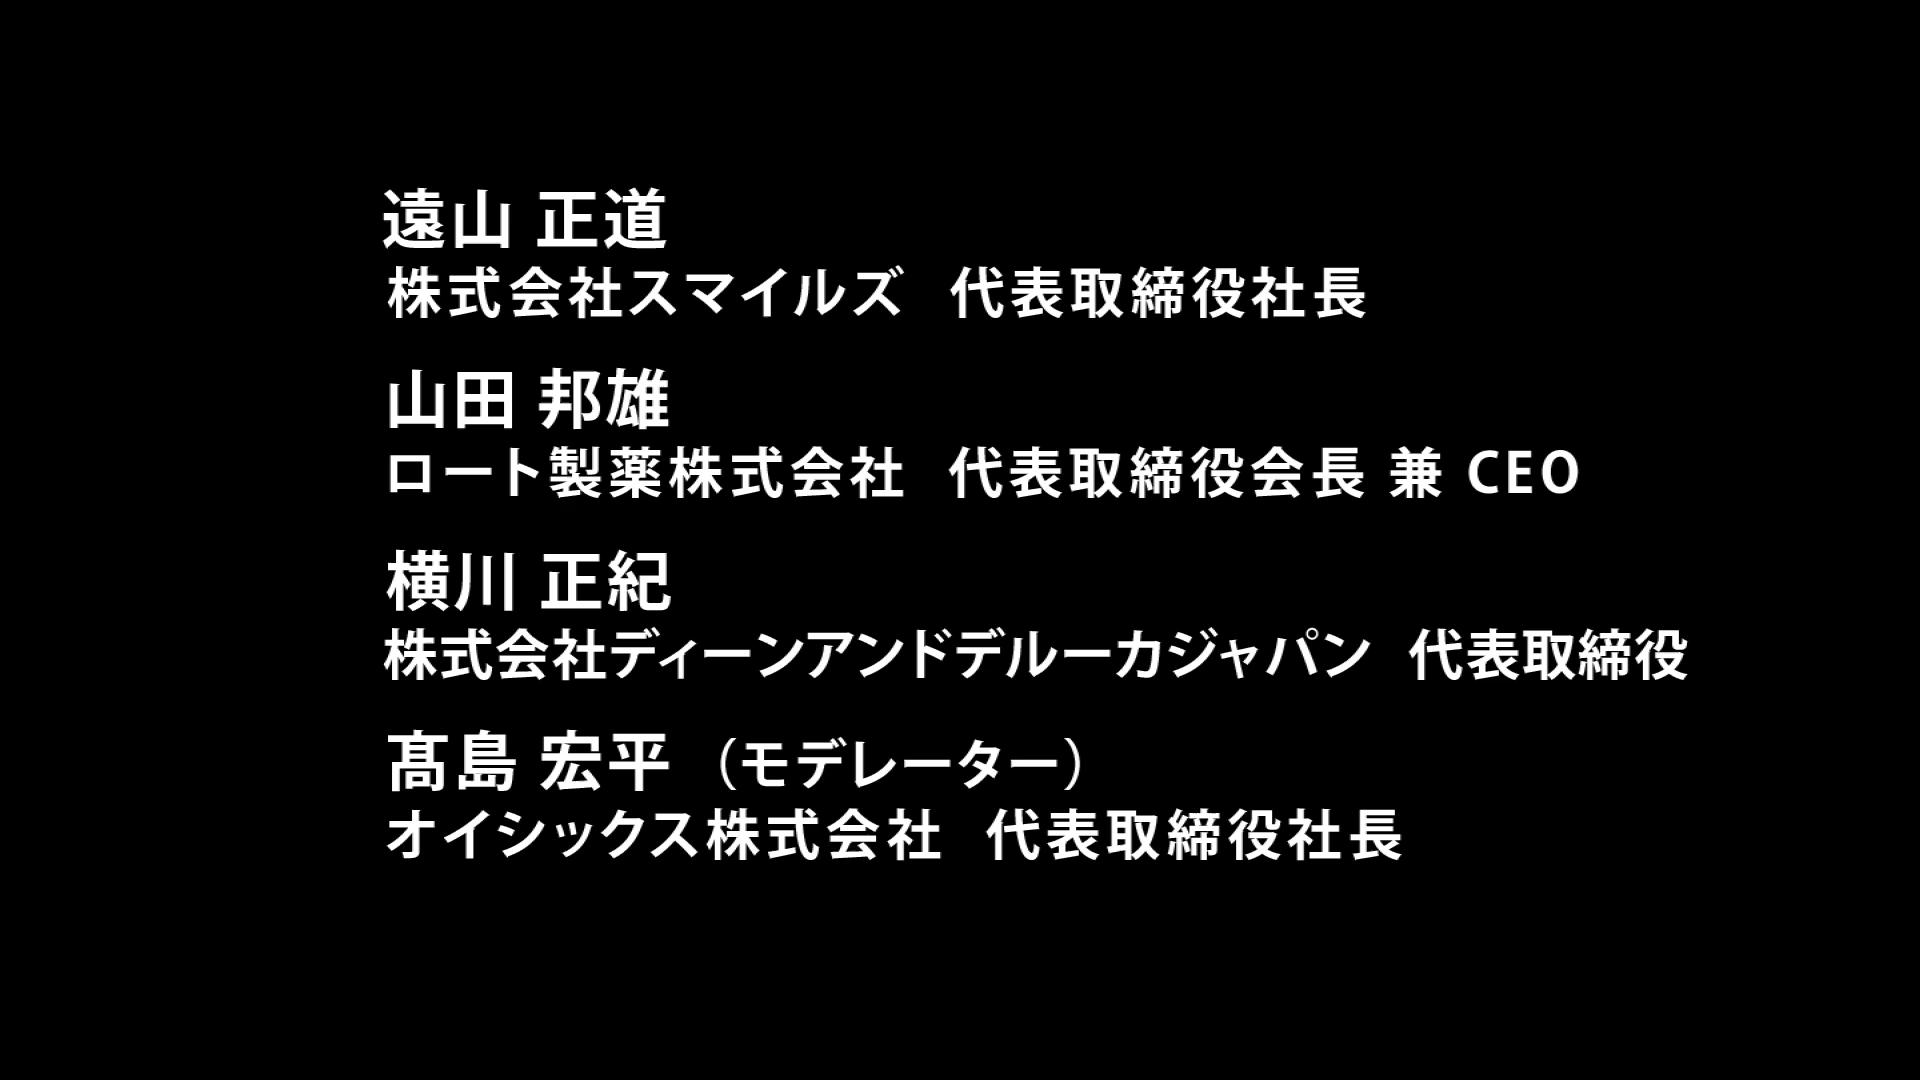 遠山 正道
株式会社スマイルズ　代表取締役社長
山田 邦雄
ロート製薬株式会社　代表取締役会長 兼 CEO
横川 正紀
株式会社ディーンアンドデルーカジャパン　代表取締役
髙島 宏平 （モデレーター）
オイシックス株式会社　代表取締役社長